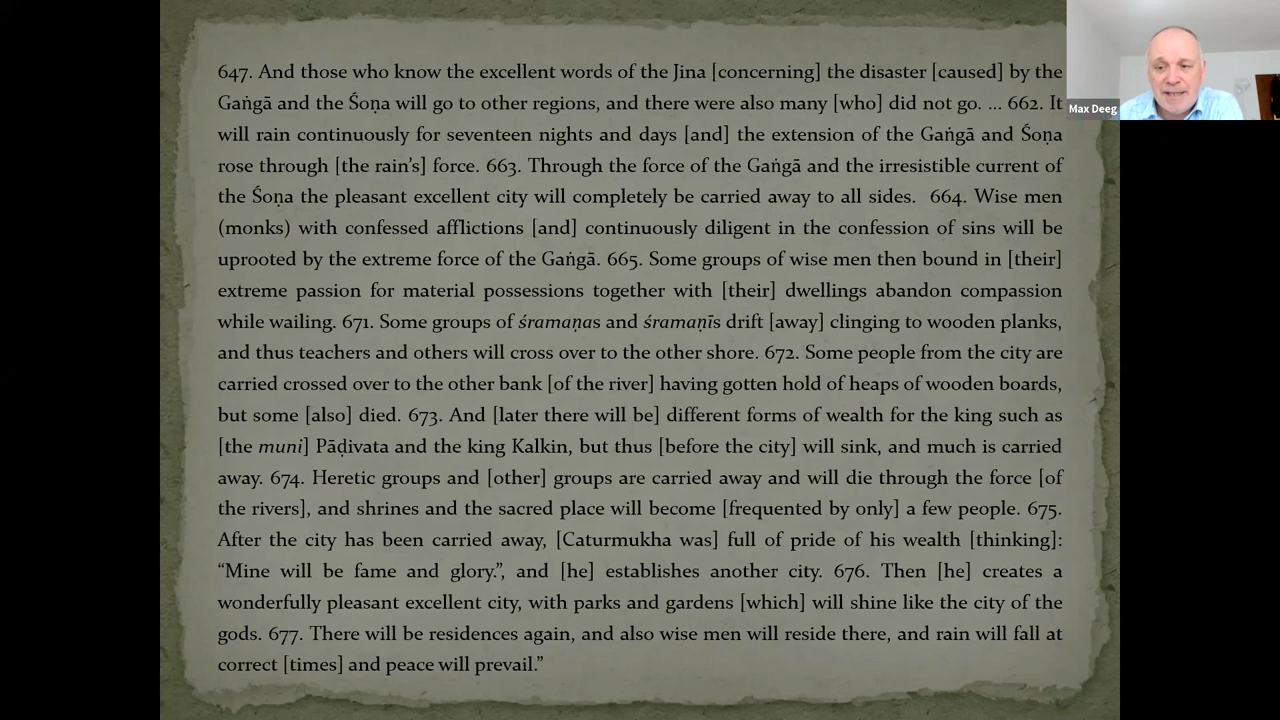 647. And those who know the excellent words of the Jina [concerning] the disaster [caused] by the
Gaṅgā and the Śoṇa will go to other regions, and there were also many [who] did not go. ... 662. It
will rain continuously for seventeen nights and days [and] the extension of the Gaṅgā and Śoṇa
rose through [the rain’s] force. 663. Through the force of the Gaṅgā and the irresistible current of
the Śoṇa the pleasant excellent city will completely be carried away to all sides.  664. Wise men
(monks) with confessed afflictions [and] continuously diligent in the confession of sins will be
uprooted by the extreme force of the Gaṅgā. 665. Some groups of wise men then bound in [their]
extreme passion for material possessions together with [their] dwellings abandon compassion
while wailing. 671. Some groups of śramaṇas and śramaṇīs drift [away] clinging to wooden planks,
and thus teachers and others will cross over to the other shore. 672. Some people from the city are
carried crossed over to the other bank [of the river] having gotten hold of heaps of wooden boards,
but some [also] died. 673. And [later there will be] different forms of wealth for the king such as
[the muni] Pāḍivata and the king Kalkin, but thus [before the city] will sink, and much is carried
away. 674. Heretic groups and [other] groups are carried away and will die through the force [of
the rivers], and shrines and the sacred place will become [frequented by only] a few people. 675.
After the city has been carried away, [Caturmukha was] full of pride of his wealth [thinking]:
“Mine will be fame and glory.”, and [he] establishes another city. 676. Then [he] creates a
wonderfully pleasant excellent city, with parks and gardens [which] will shine like the city of the
gods. 677. There will be residences again, and also wise men will reside there, and rain will fall at
correct [times] and peace will prevail.”
Max Deeg